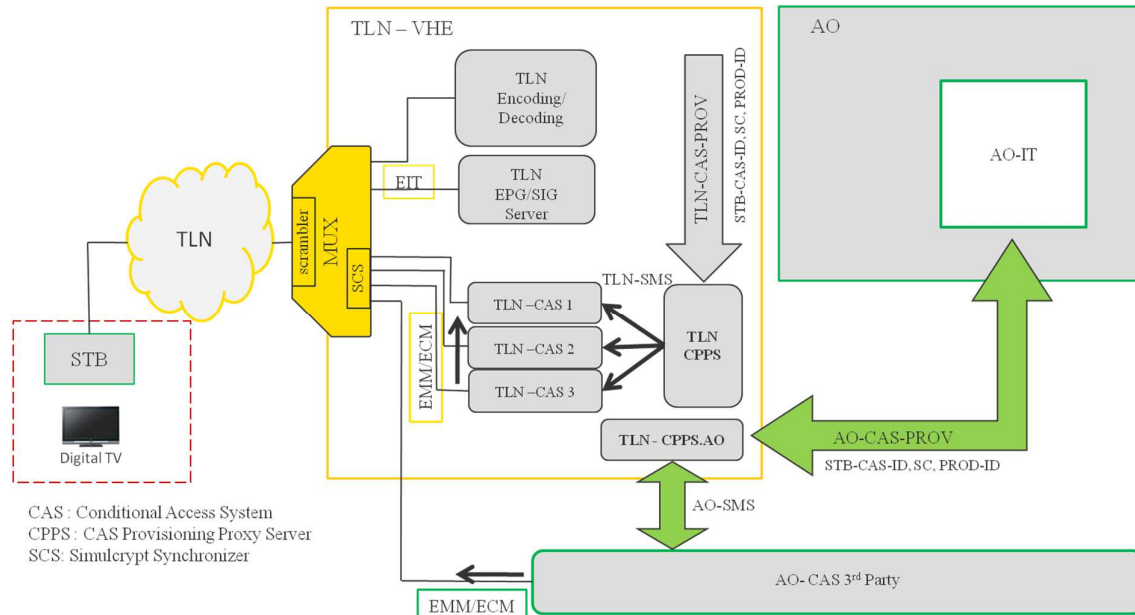 TLN – VHE
AO
TLN
Encoding/
Decoding
TLN-CAS-PROV
STB-CAS-ID, SC, PROD-ID
AO-IT
EIT
TLN
EPG/SIG
Server
TLN
scrambler
MUX
SCS
TLN-SMS
TLN –CAS 1
TLN –CAS 2
TLN –CAS 3
TLN
CPPS
EMM/ECM
STB
Digital TV
TLN- CPPS.AO
AO-CAS-PROV
STB-CAS-ID, SC, PROD-ID
AO-SMS
CAS : Conditional Access System
CPPS : CAS Provisioning Proxy Server
SCS: Simulcrypt Synchronizer
AO- CAS 3rd Party
EMM/ECM